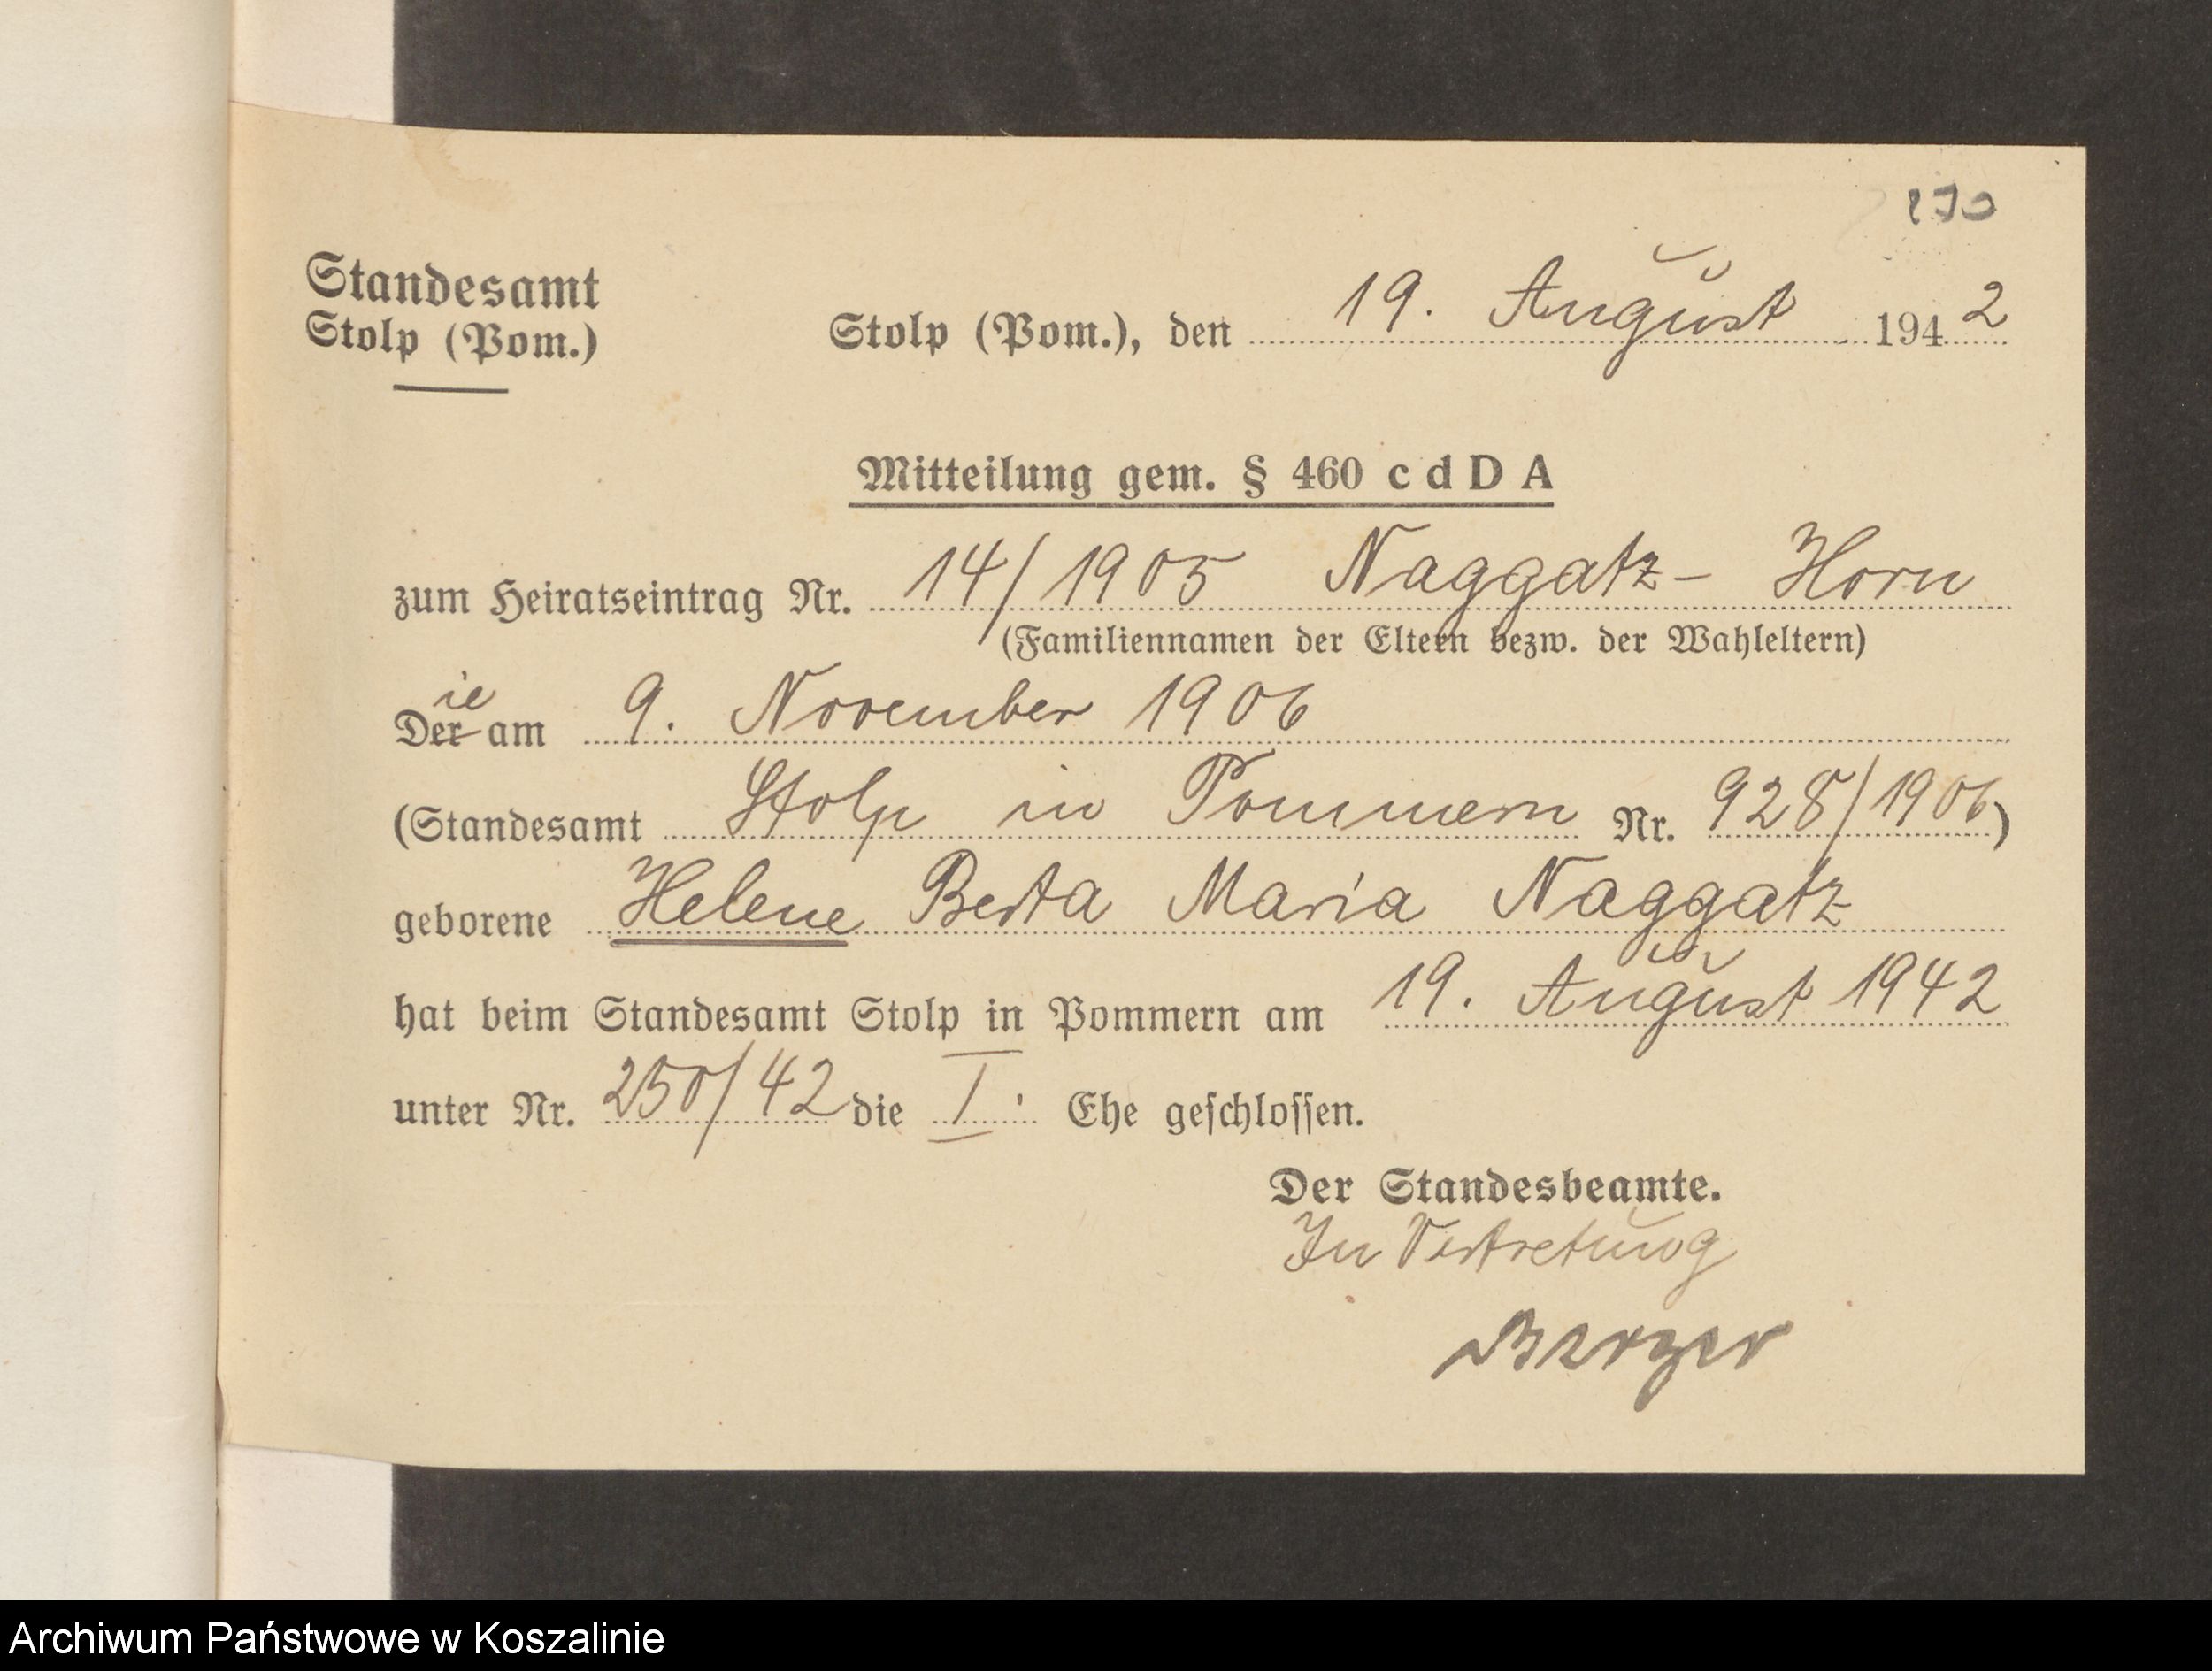 270
Standesamt
Stolp (Pom.)
Stolp (Pom.), den 19. August 1942
Mitteilung gem. § 460 c d D A
zum Heiratseintrag Nr. 14/1905 Naggatz - Horn
(Familiennamen der Eltern bezw. der Wahleltern)
ie
Der am 9. November 1906
(Standesamt Stolp in Pommern Nr. 928/1906)
geborene Helene Berta Maria Naggatz
hat beim Standesamt Stolp in Pommern am 19. August 1942
unter Nr. 250/42 die I. Ehe geschlossen.
Der Standesbeamte.
In Vertretung
Berger
Archiwum Państwowe w Koszalinie